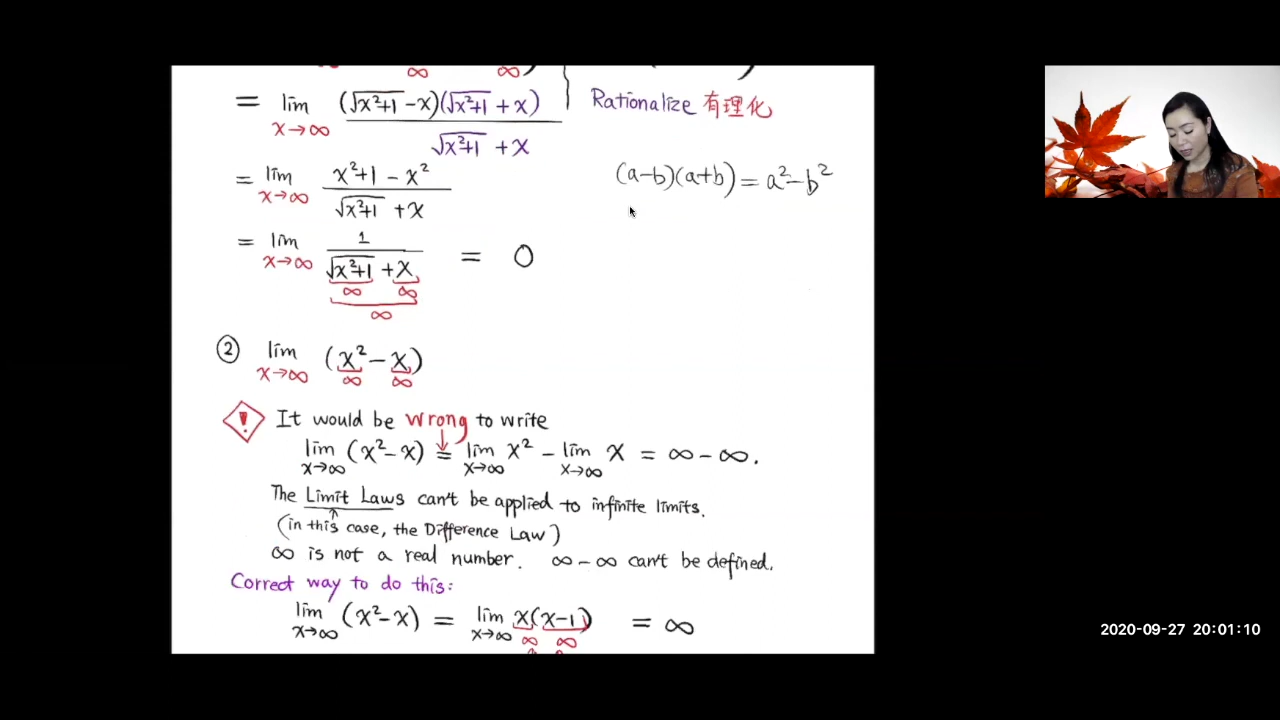 ∞ ∞ )
= lim x→∞ (√x²+1 - x)(√x²+1 + x) / √x²+1 + x
Rationalize 有理化
= lim x→∞ x²+1 - x² / √x²+1 + x
(a-b)(a+b) = a²-b²
= lim x→∞ 1 / √x²+1 + x = 0
∞ ∞
∞
② lim x→∞ (x² - x)
∞ ∞
! It would be wrong to write
lim x→∞ (x²-x) = lim x→∞ x² - lim x→∞ x = ∞ - ∞.
The Limit Laws can't be applied to infinite limits.
(in this case, the Difference Law)
∞ is not a real number. ∞ - ∞ can't be defined.
Correct way to do this:
lim x→∞ (x²-x) = lim x→∞ x(x-1) = ∞
∞ ∞
2020-09-27 20:01:10